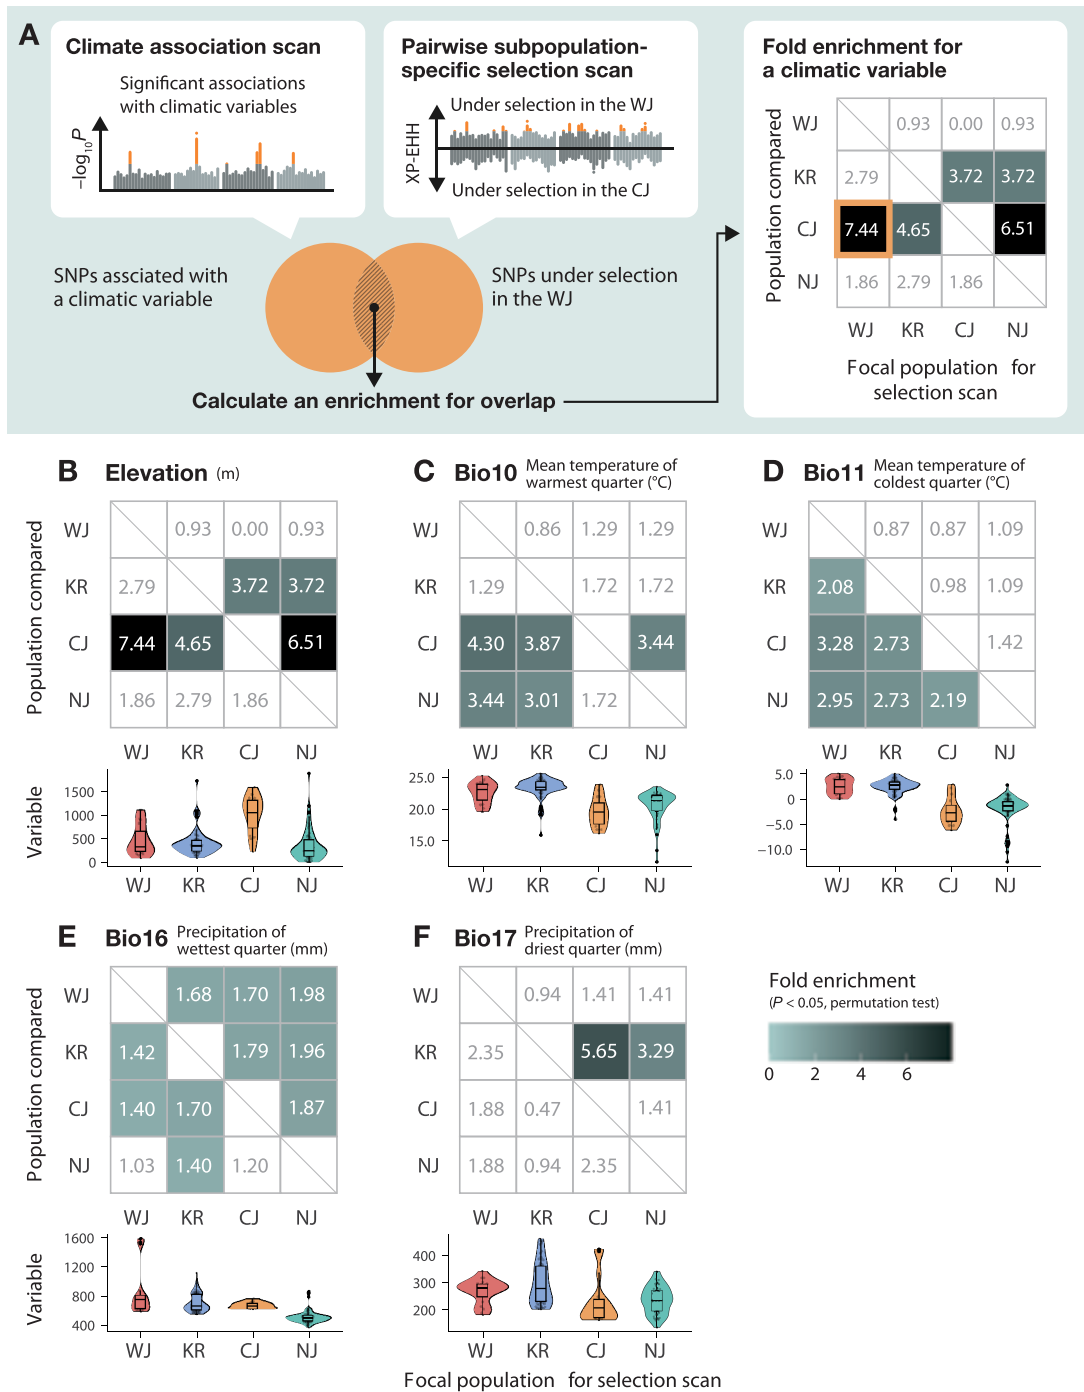 A
Climate association scan
Significant associations
with climatic variables
−log₁₀P
Pairwise subpopulation-
specific selection scan
Under selection in the WJ
XP-EHH
Under selection in the CJ
SNPs assciated with
a climatic variable
SNPs under selection
in the WJ
Calculate an enrichment for overlap
Fold enrichment for
a climatic variable
Population compared
WJ 0.93 0.00 0.93
KR 2.79 3.72 3.72
CJ 7.44 4.65 6.51
NJ 1.86 2.79 1.86
WJ KR CJ NJ
Focal population for
selection scan
B Elevation (m)
Population compared
WJ 0.93 0.00 0.93
KR 2.79 3.72 3.72
CJ 7.44 4.65 6.51
NJ 1.86 2.79 1.86
WJ KR CJ NJ
Variable
1500
1000
500
0
WJ KR CJ NJ
C Bio10 Mean temperature of
warmest quarter (°C)
0.86 1.29 1.29
1.29 1.72 1.72
4.30 3.87 3.44
3.44 3.01 1.72
WJ KR CJ NJ
25.0
20.0
15.0
WJ KR CJ NJ
D Bio11 Mean temperature of
coldest quarter (°C)
WJ 0.87 0.87 1.09
KR 2.08 0.98 1.09
CJ 3.28 2.73 1.42
NJ 2.95 2.73 2.19
WJ KR CJ NJ
5.0
0
−5.0
−10.0
WJ KR CJ NJ
E Bio16 Precipitation of
wettest quarter (mm)
Population compared
WJ 1.68 1.70 1.98
KR 1.42 1.79 1.96
CJ 1.40 1.70 1.87
NJ 1.03 1.40 1.20
WJ KR CJ NJ
Variable
1600
1200
800
400
WJ KR CJ NJ
F Bio17 Precipitation of
driest quarter (mm)
WJ 0.94 1.41 1.41
KR 2.35 5.65 3.29
CJ 1.88 0.47 1.41
NJ 1.88 0.94 2.35
WJ KR CJ NJ
400
300
200
WJ KR CJ NJ
Focal population for selection scan
Fold enrichment
(P < 0.05, permutation test)
0 2 4 6